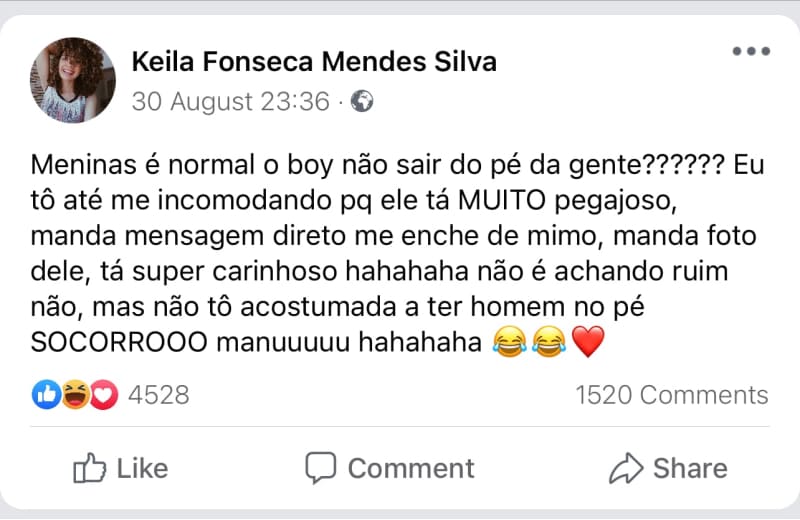 Keila Fonseca Mendes Silva
30 August 23:36 ·
Meninas é normal o boy não sair do pé da gente?????? Eu
tô até me incomodando pq ele tá MUITO pegajoso,
manda mensagem direto me enche de mimo, manda foto
dele, tá super carinhoso hahahaha não é achando ruim
não, mas não tô acostumada a ter homem no pé
SOCORROOO manuuuuu hahahaha 😂😂❤️
4528 1520 Comments
Like Comment Share